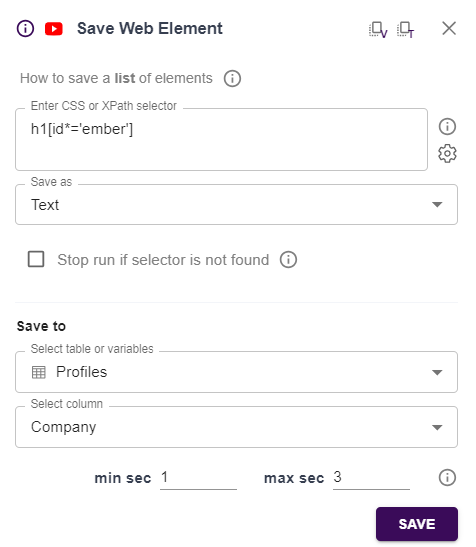 Save Web Element
V
T
How to save a list of elements
Enter CSS or XPath selector
h1[id*='ember']
Save as
Text
Stop run if selector is not found
Save to
Select table or variables
Profiles
Select column
Company
min sec 1 max sec 3
SAVE